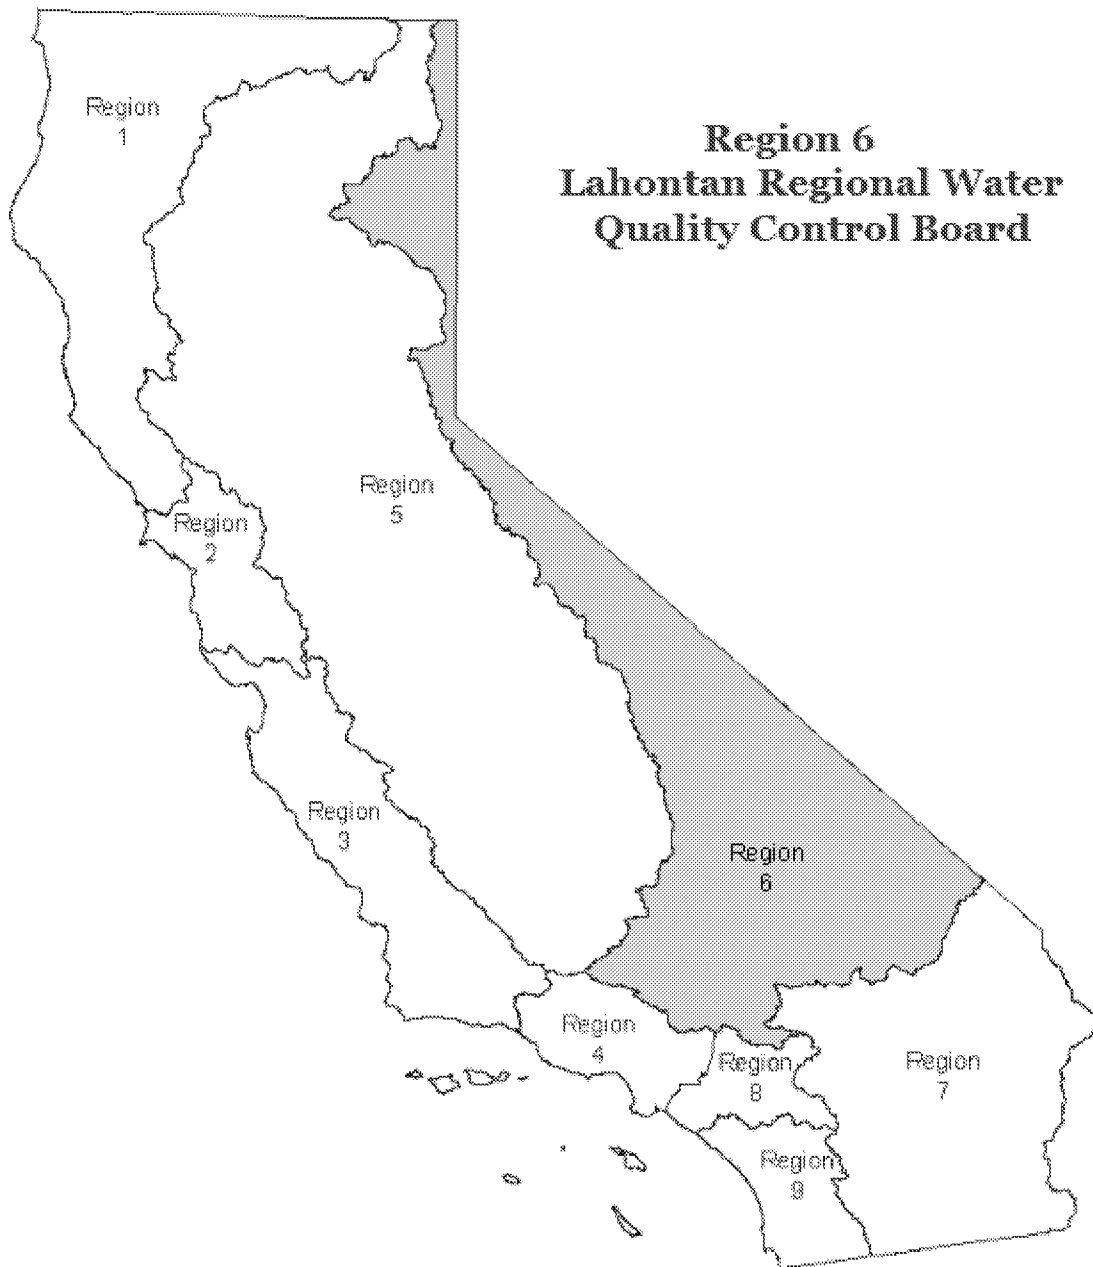 Region
1
Region 6
Lahontan Regional Water
Quality Control Board
Region
5
Region
2
Region
3
Region
6
Region
4
Region
8
Region
7
Region
9